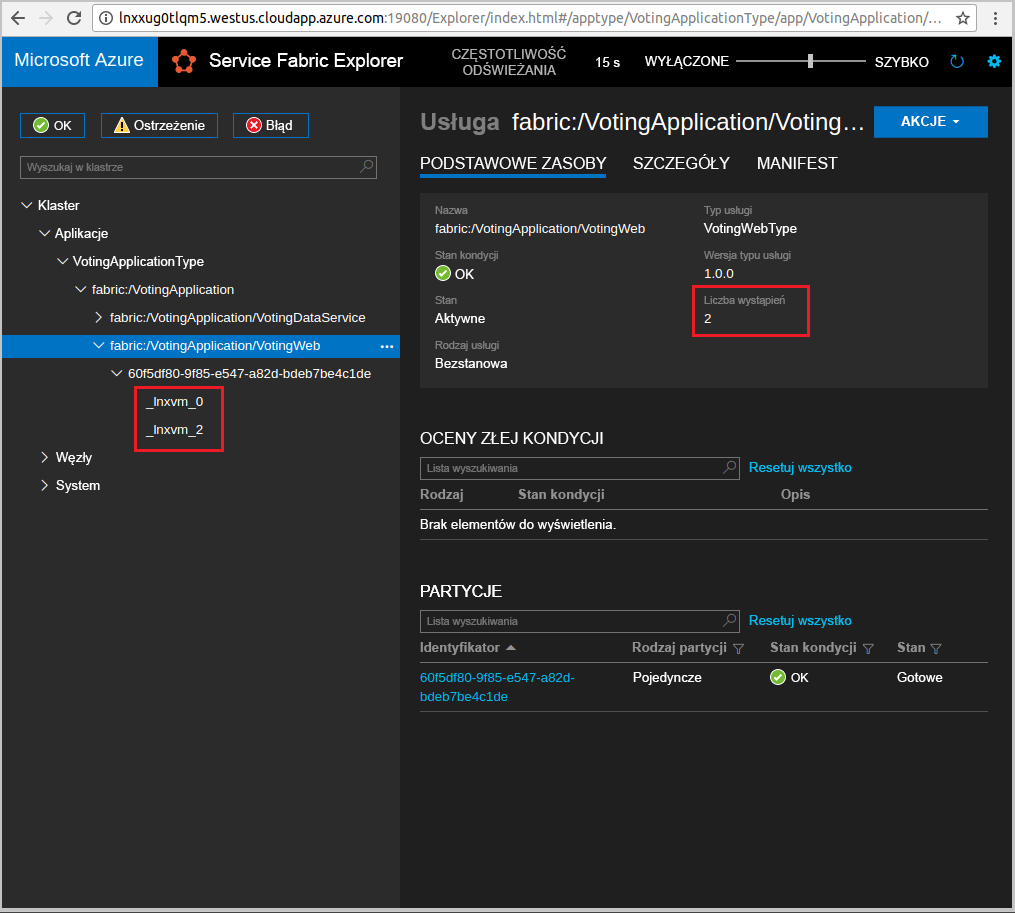 lnxxug0tlqm5.westus.cloudapp.azure.com:19080/Explorer/index.html#/apptype/VotingApplicationType/app/VotingApplication/...
Microsoft Azure
Service Fabric Explorer
CZĘSTOTLIWOŚĆ
ODŚWIEŻANIA
15 s
WYŁĄCZONE
SZYBKO
OK
Ostrzeżenie
Błąd
Wyszukaj w klastrze
Klaster
Aplikacje
VotingApplicationType
fabric:/VotingApplication
fabric:/VotingApplication/VotingDataService
fabric:/VotingApplication/VotingWeb
60f5df80-9f85-e547-a82d-bdeb7be4c1de
_lnxvm_0
_lnxvm_2
Węzły
System
Usługa fabric:/VotingApplication/Voting...
AKCJE
PODSTAWOWE ZASOBY
SZCZEGÓŁY
MANIFEST
Nazwa
fabric:/VotingApplication/VotingWeb
Stan kondycji
OK
Stan
Aktywne
Rodzaj usługi
Bezstanowa
Typ usługi
VotingWebType
Wersja typu usługi
1.0.0
Liczba wystąpień
2
OCENY ZŁEJ KONDYCJI
Lista wyszukiwania
Resetuj wszystko
Rodzaj Stan kondycji Opis
Brak elementów do wyświetlenia.
PARTYCJE
Lista wyszukiwania
Resetuj wszystko
Identyfikator Rodzaj partycji Stan kondycji Stan
60f5df80-9f85-e547-a82d-
bdeb7be4c1de
Pojedyncze
OK
Gotowe